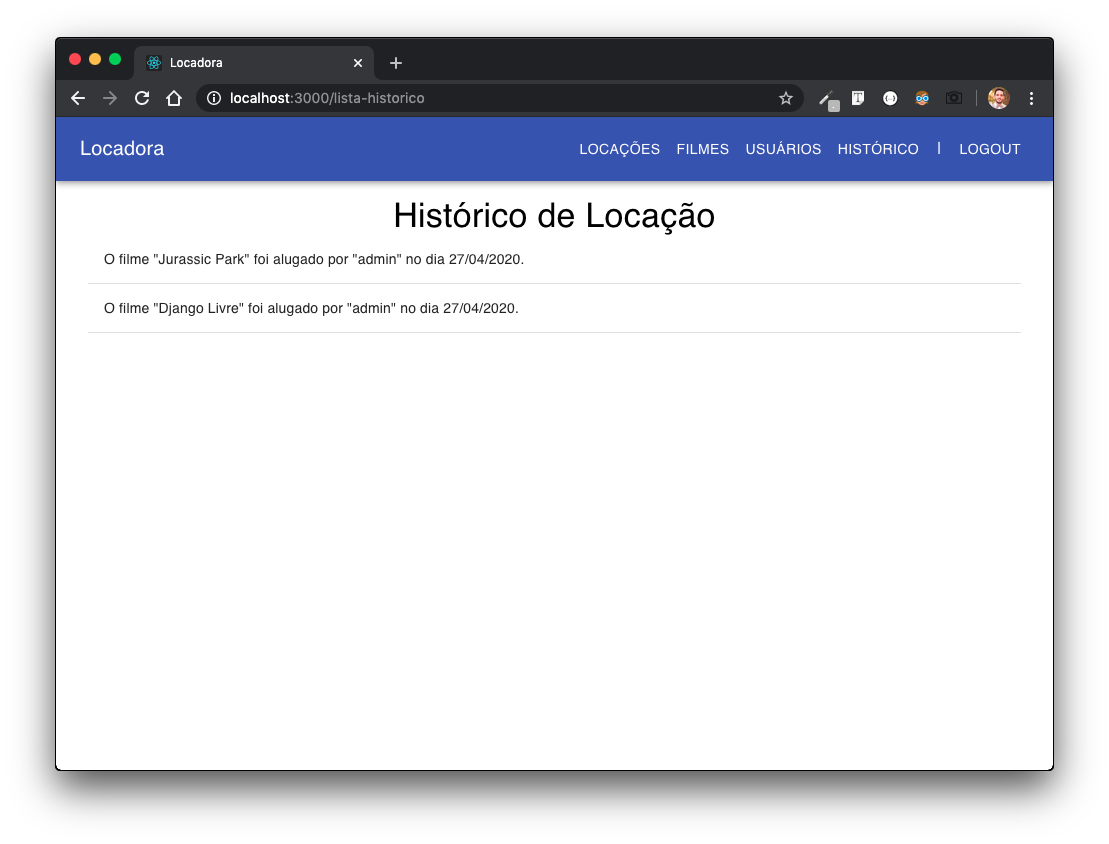 Locadora
localhost:3000/lista-historico
Locadora
LOCAÇÕES FILMES USUÁRIOS HISTÓRICO | LOGOUT
Histórico de Locação
O filme "Jurassic Park" foi alugado por "admin" no dia 27/04/2020.
O filme "Django Livre" foi alugado por "admin" no dia 27/04/2020.